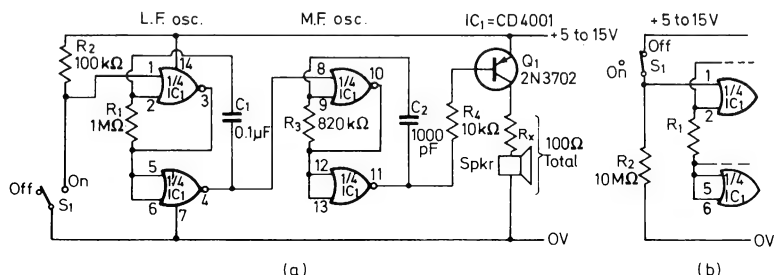 L.F. osc.
M.F. osc.
IC₁=CD4001
+5 to 15V
R₂
100kΩ
14
1
1/4
IC₁
2
3
R₁
1MΩ
C₁
0.1µF
5
1/4
IC₁
6
4
7
On
Off
S₁
8
10
1/4
IC₁
9
R₃
820kΩ
C₂
1000
pF
12
1/4
IC₁
13
11
Q₁
2N3702
R₄
10kΩ
Rₓ
Spkr
100Ω
Total
0V
(a)
+5 to 15V
Off
On
S₁
1
1/4
IC₁
2
R₁
R₂
10MΩ
5
1/4
IC₁
6
0V
(b)